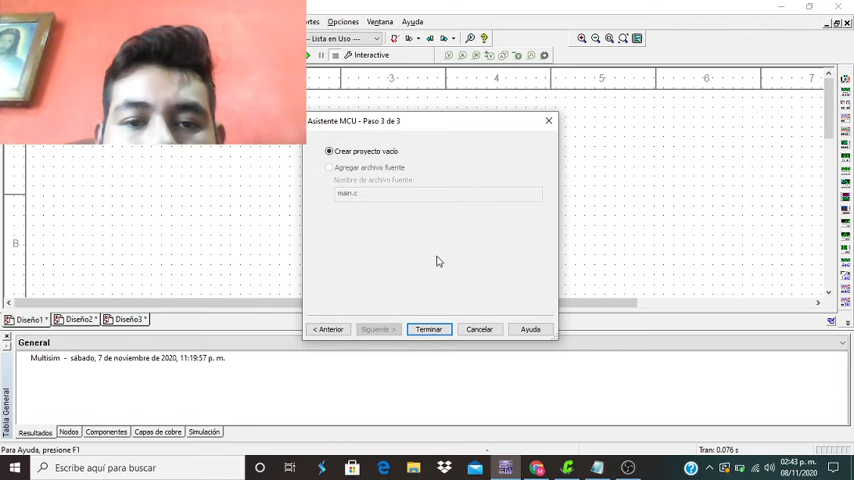 rtes Opciones Ventana Ayuda
Lista en Uso
Interactive
3 4 5 6 7
Asistente MCU - Paso 3 de 3
Crear proyecto vacío
Agregar archivo fuente
Nombre de archivo fuente:
main.c
B
< Anterior Siguiente > Terminar Cancelar Ayuda
Diseño1 * Diseño2 * Diseño3 *
General
Multisim - sábado, 7 de noviembre de 2020, 11:19:57 p. m.
Tabla General
Resultados Nodos Componentes Capas de cobre Simulación
Para Ayuda, presione F1 - Tran: 0.076 s
Escribe aquí para buscar
02:43 p. m.
08/11/2020